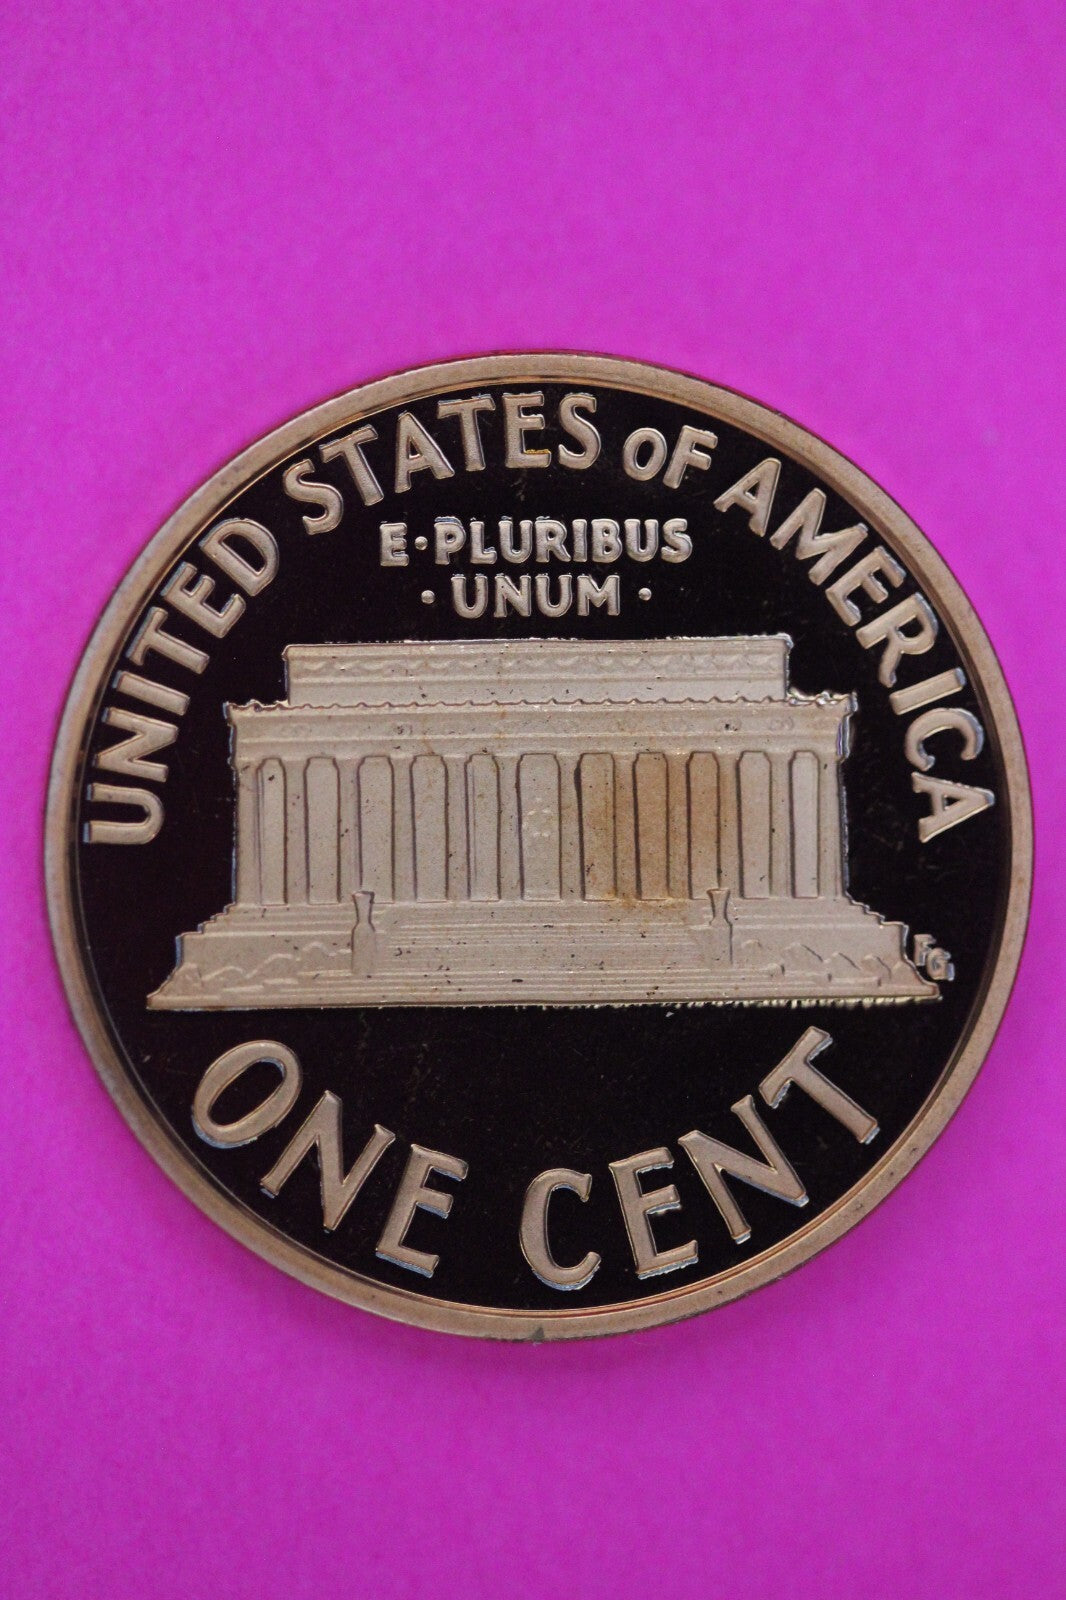 UNITED STATES OF AMERICA
E·PLURIBUS
·UNUM·
FG
ONE CENT